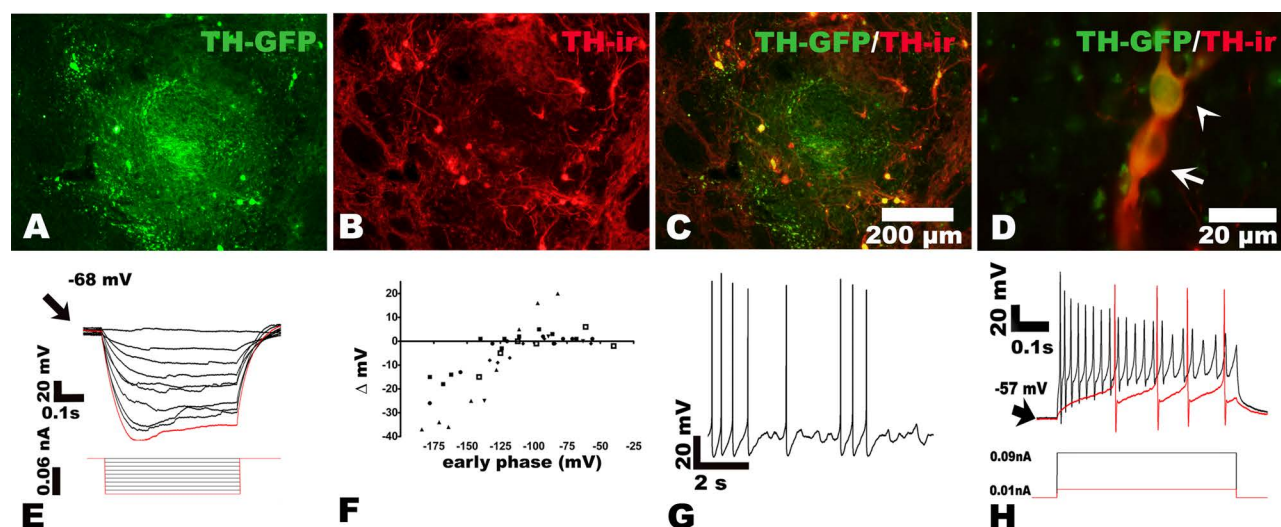 TH-GFP
A
TH-ir
B
TH-GFP/TH-ir
C
200 µm
TH-GFP/TH-ir
D
20 µm
-68 mV
20 mV
0.1s
0.06 nA
E
20
10
0
-10
-20
-30
-40
Δ mV
-175 -150 -125 -100 -75 -50 -25
early phase (mV)
F
20 mV
2 s
G
20 mV
0.1s
-57 mV
0.09nA
0.01nA
H